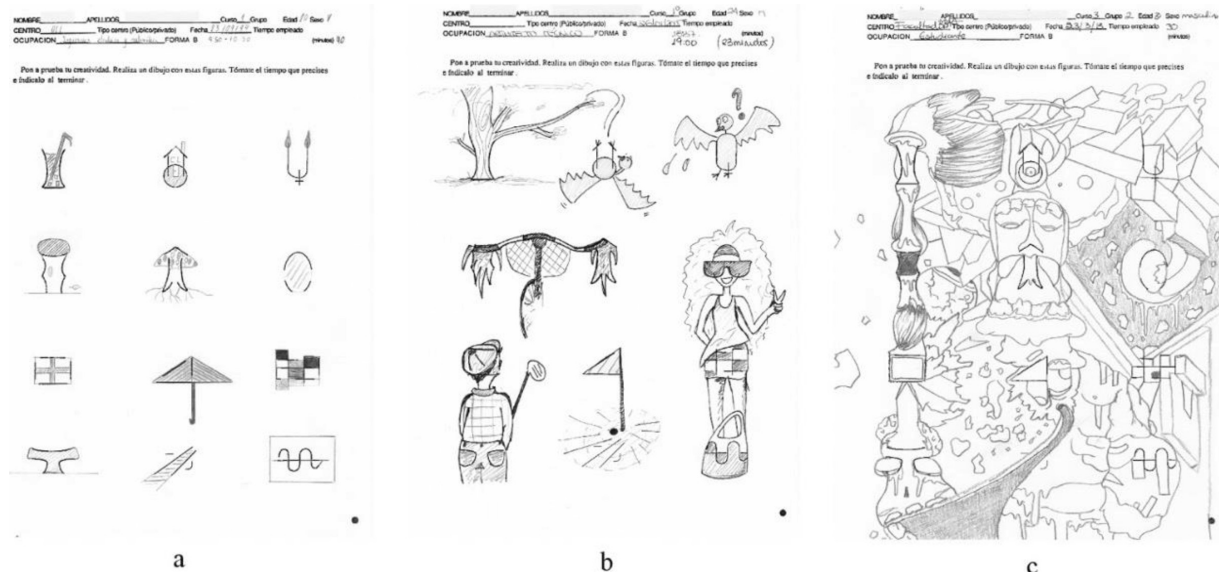 NOMBRE APELLIDOS Curso 1 Grupo Edad Sexo
CENTRO Tipo centro (Público/privado) Fecha Tiempo empleado
OCUPACION FORMA B (minutos)
Pon a prueba tu creatividad. Realiza un dibujo con estas figuras. Tómate el tiempo que precises
e indícalo al terminar.
a
NOMBRE APELLIDOS Curso Grupo Edad Sexo
CENTRO Tipo centro (Público/privado) Fecha Tiempo empleado
OCUPACION FORMA B (minutos)
19:00 (23 minutos)
Pon a prueba tu creatividad. Realiza un dibujo con estas figuras. Tómate el tiempo que precises
e indícalo al terminar.
? ?
b
NOMBRE APELLIDOS Curso 3 Grupo 2 Edad Sexo masculino
CENTRO Tipo centro (Público/privado) Fecha Tiempo empleado 30
OCUPACION Estudiante FORMA B (minutos)
Pon a prueba tu creatividad. Realiza un dibujo con estas figuras. Tómate el tiempo que precises
e indícalo al terminar.
c